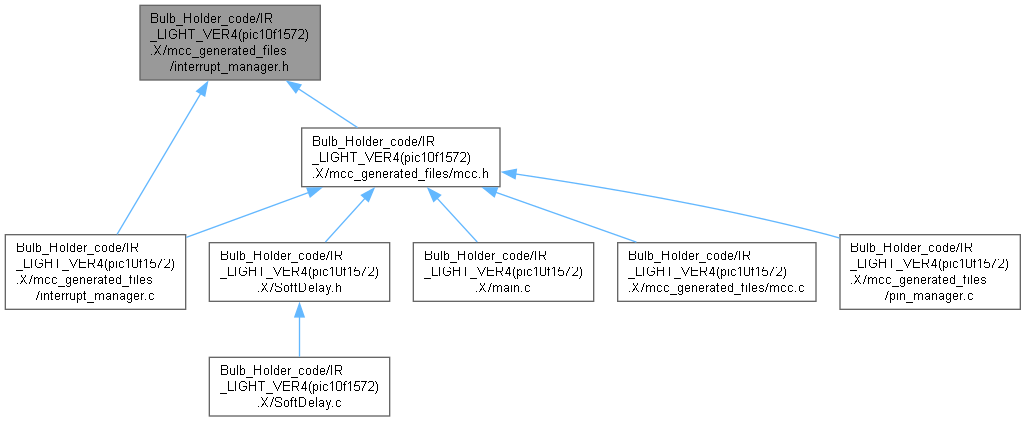 Bulb_Holder_code/IR
_LIGHT_VER4(pic10f1572)
.X/mcc_generated_files
/interrupt_manager.h
Bulb_Holder_code/IR
_LIGHT_VER4(pic10f1572)
.X/mcc_generated_files/mcc.h
Bulb_Holder_code/IR
_LIGHT_VER4(pic10f1572)
.X/mcc_generated_files
/interrupt_manager.c
Bulb_Holder_code/IR
_LIGHT_VER4(pic10f1572)
.X/SoftDelay.h
Bulb_Holder_code/IR
_LIGHT_VER4(pic10f1572)
.X/main.c
Bulb_Holder_code/IR
_LIGHT_VER4(pic10f1572)
.X/mcc_generated_files/mcc.c
Bulb_Holder_code/IR
_LIGHT_VER4(pic10f1572)
.X/mcc_generated_files
/pin_manager.c
Bulb_Holder_code/IR
_LIGHT_VER4(pic10f1572)
.X/SoftDelay.c